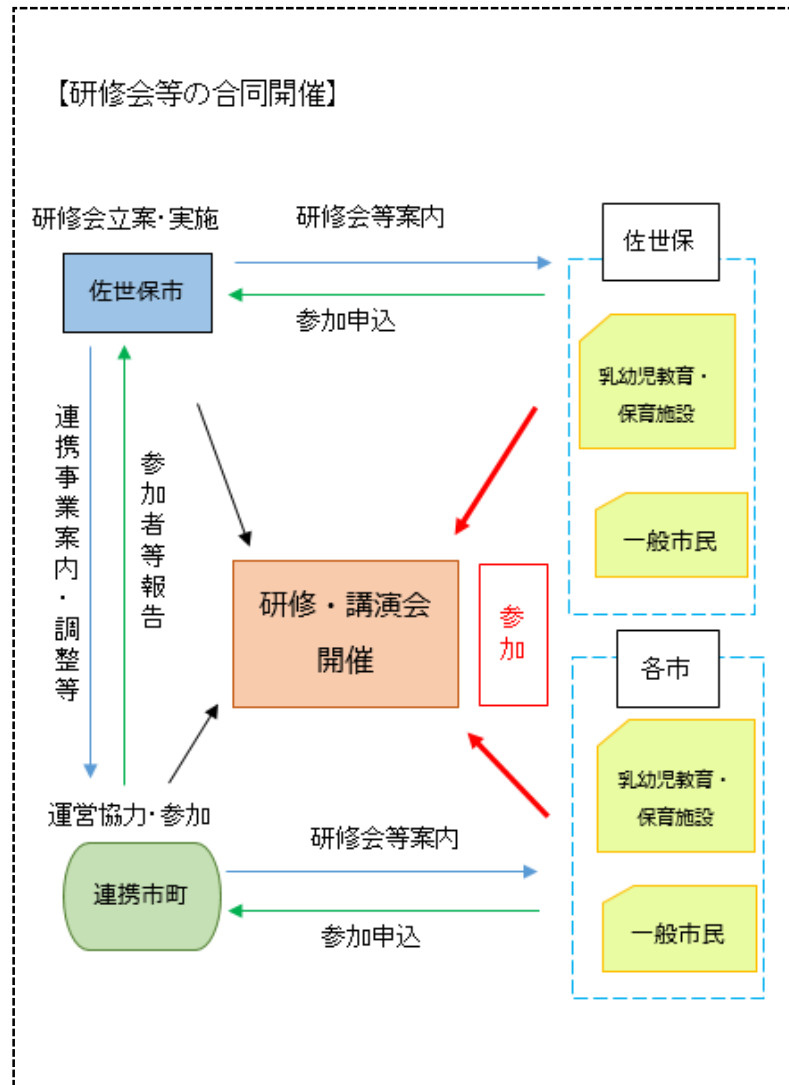 【研修会等の合同開催】
研修会立案・実施
研修会等案内
佐世保
佐世保市
参加申込
乳幼児教育・
保育施設
連携事業案内・調整等
参加者等報告
一般市民
研修・講演会
開催
参加
各市
乳幼児教育・
保育施設
運営協力・参加
研修会等案内
連携市町
参加申込
一般市民